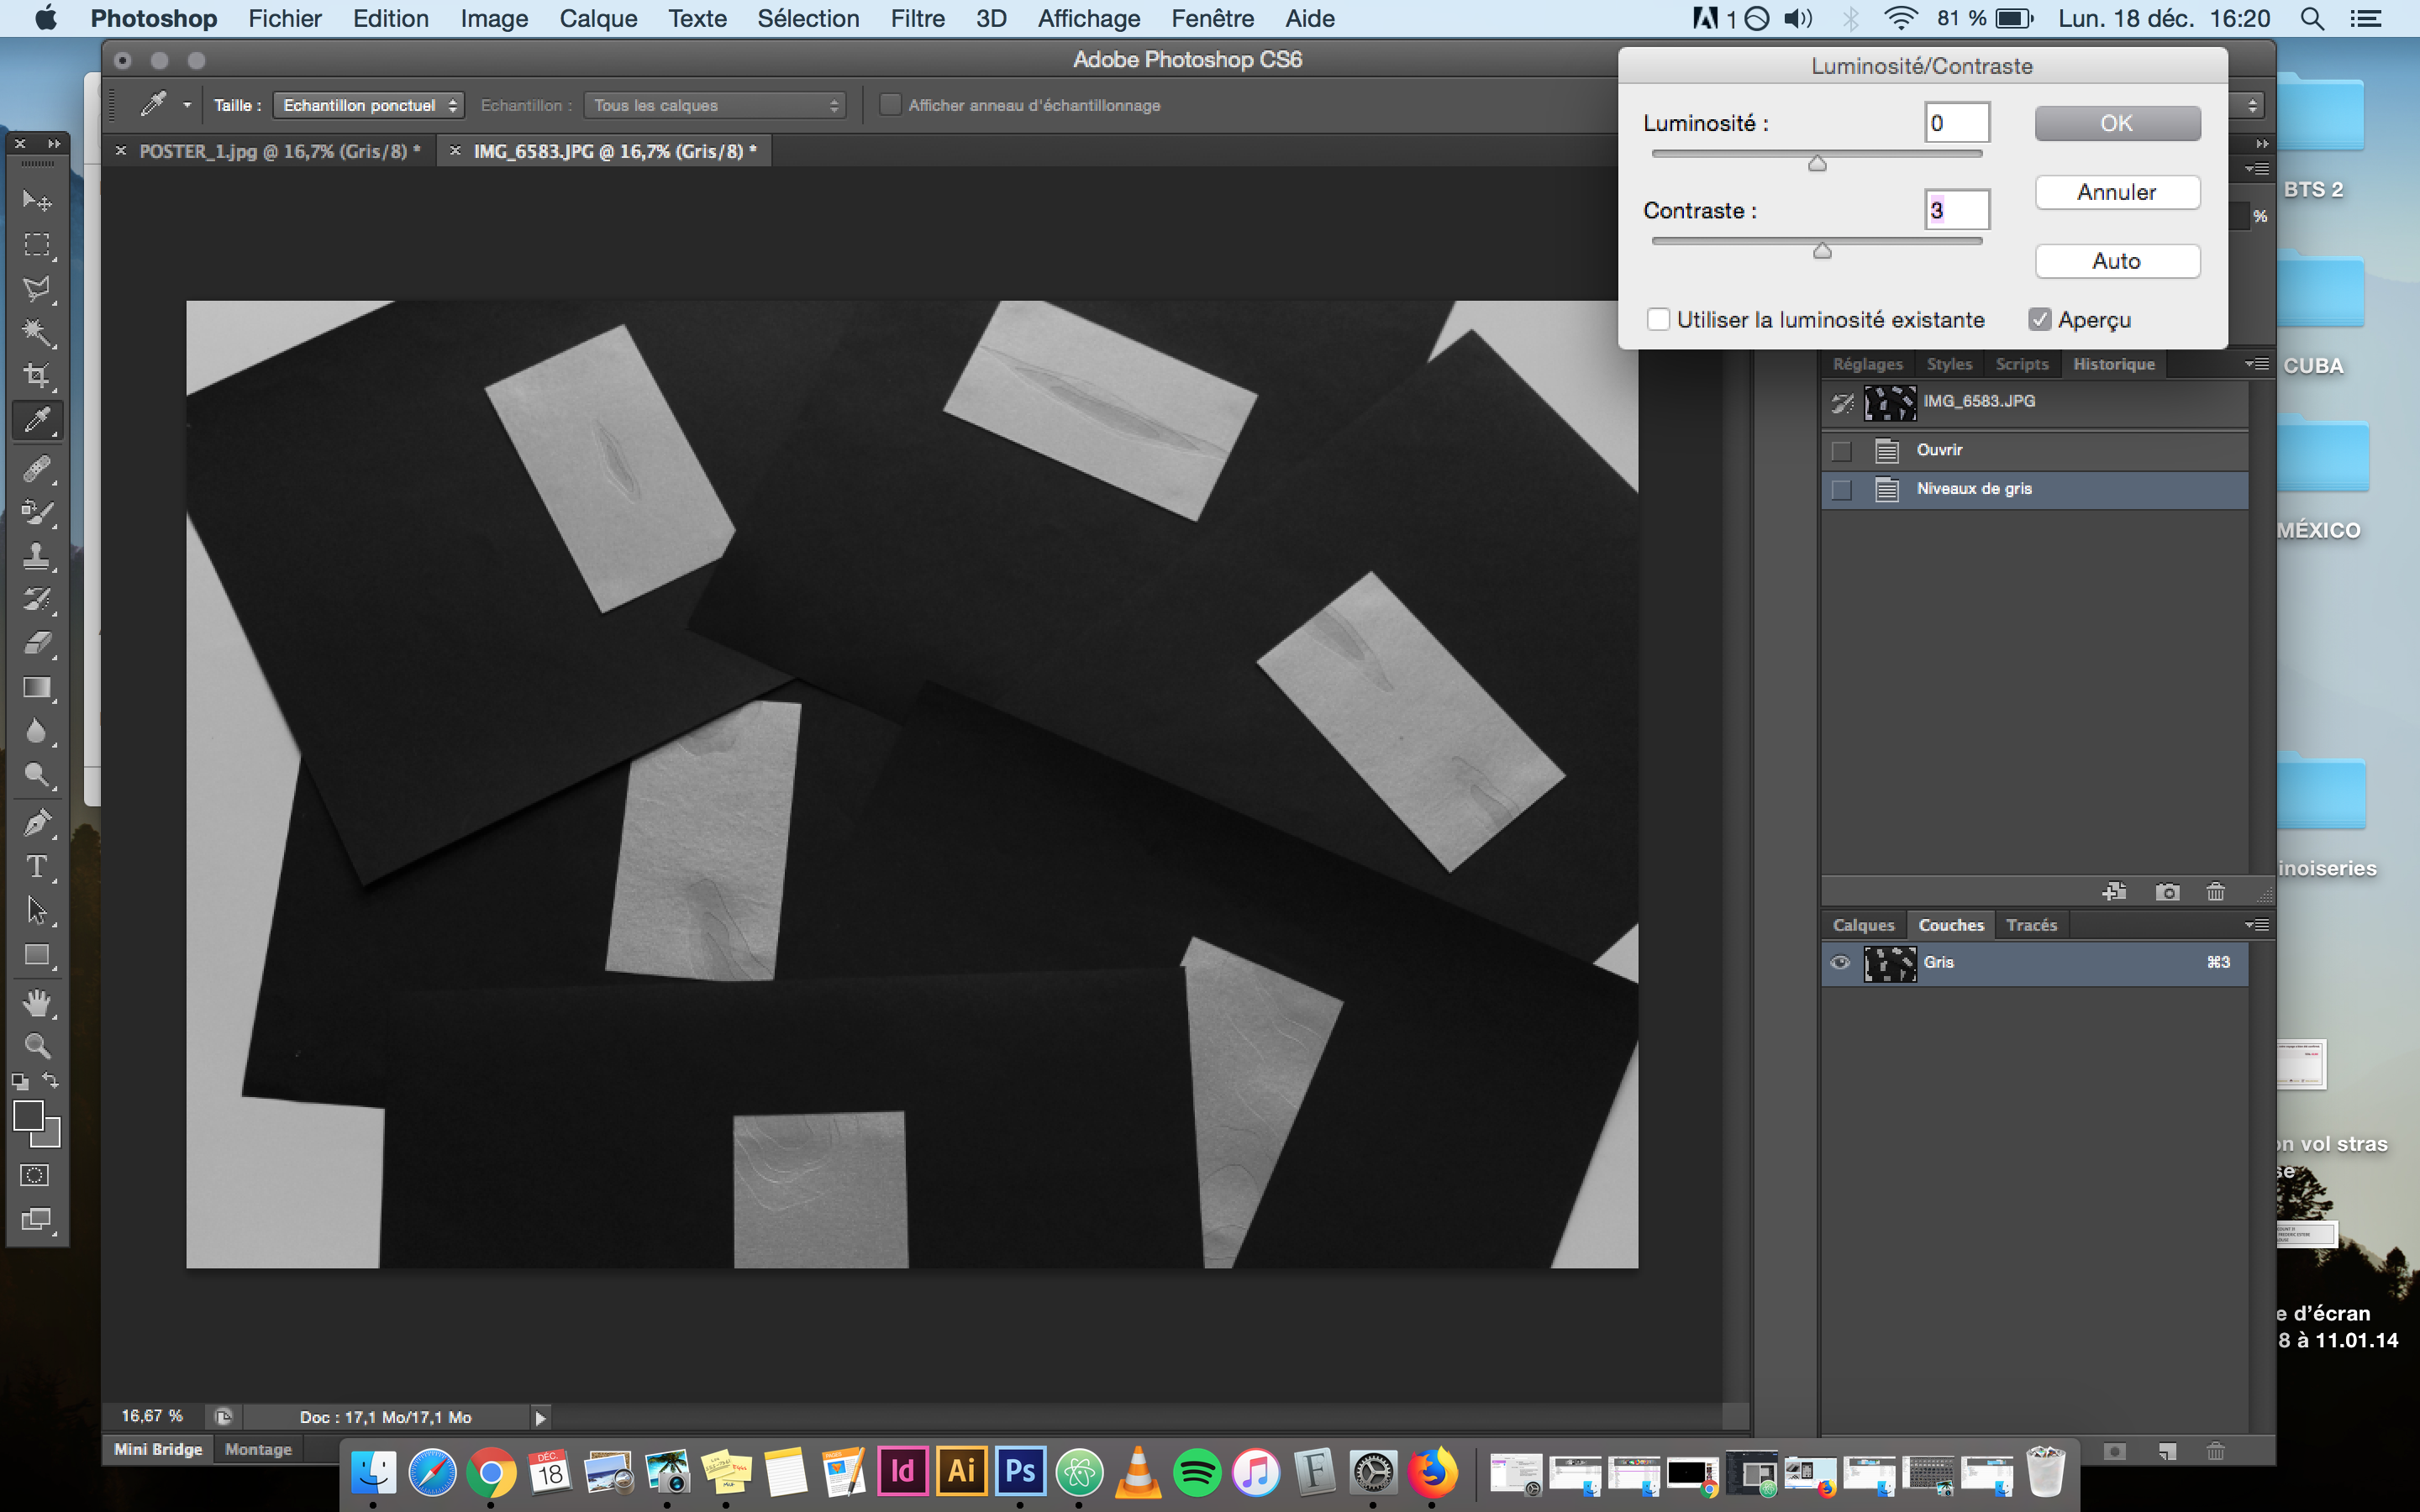 Photoshop Fichier Edition Image Calque Texte Sélection Filtre 3D Affichage Fenêtre Aide 1 81 % Lun. 18 déc. 16:20
Adobe Photoshop CS6
Taille : Echantillon ponctuel Echantillon : Tous les calques Afficher anneau d'échantillonnage
POSTER_1.jpg @ 16,7% (Gris/8) * IMG_6583.JPG @ 16,7% (Gris/8) *
Luminosité/Contraste
Luminosité : 0 OK
Contraste : 3 Annuler
Auto
Utiliser la luminosité existante Aperçu
%
Réglages Styles Scripts Historique
IMG_6583.JPG
Ouvrir
Niveaux de gris
Calques Couches Tracés
Gris ⌘3
BTS 2
CUBA
MÉXICO
inoiseries
on vol stras
se
e d'écran
8 à 11.01.14
T
16,67 % Doc : 17,1 Mo/17,1 Mo
Mini Bridge Montage
DÉC.
18
PAGES
Id
Ai
Ps
F